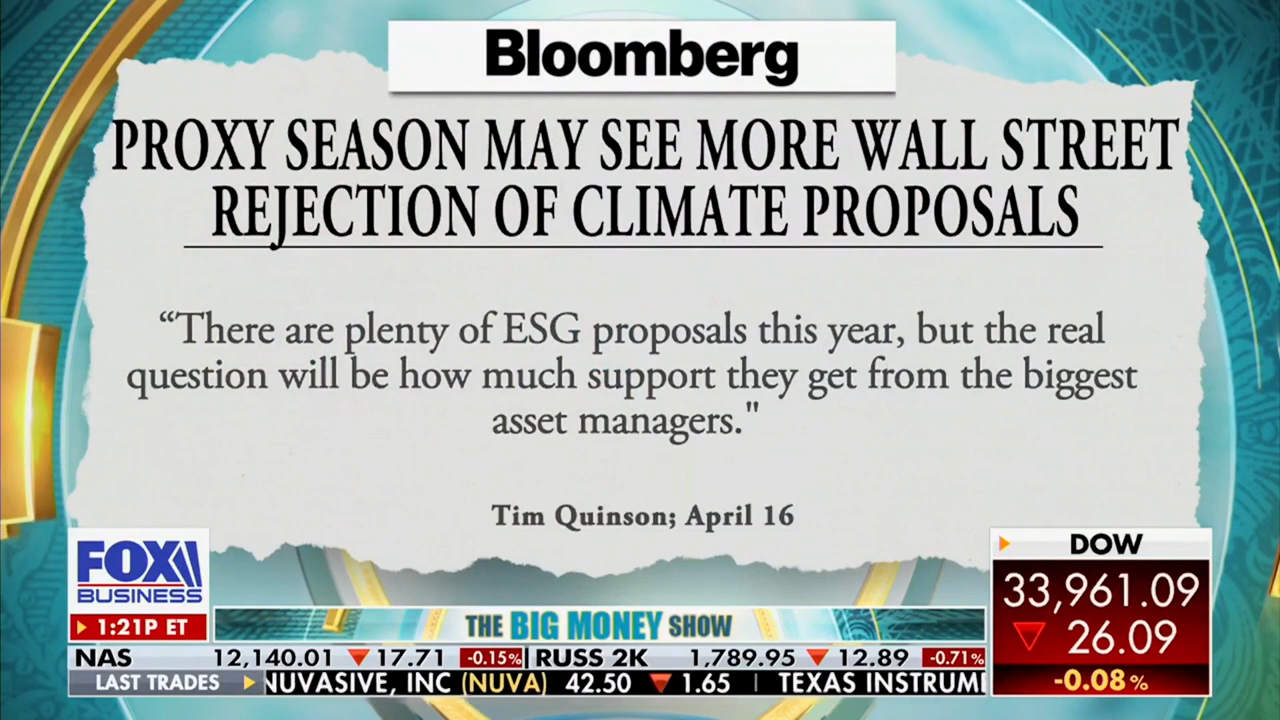 Bloomberg
PROXY SEASON MAY SEE MORE WALL STREET
REJECTION OF CLIMATE PROPOSALS
“There are plenty of ESG proposals this year, but the real
question will be how much support they get from the biggest
asset managers."
Tim Quinson; April 16
FOX
BUSINESS
1:21P ET
THE BIG MONEY SHOW
DOW
33,961.09
26.09
-0.08%
NAS 12,140.01 17.71 -0.15% RUSS 2K 1,789.95 12.89 -0.71%
LAST TRADES NUVASIVE, INC (NUVA) 42.50 1.65 TEXAS INSTRUM